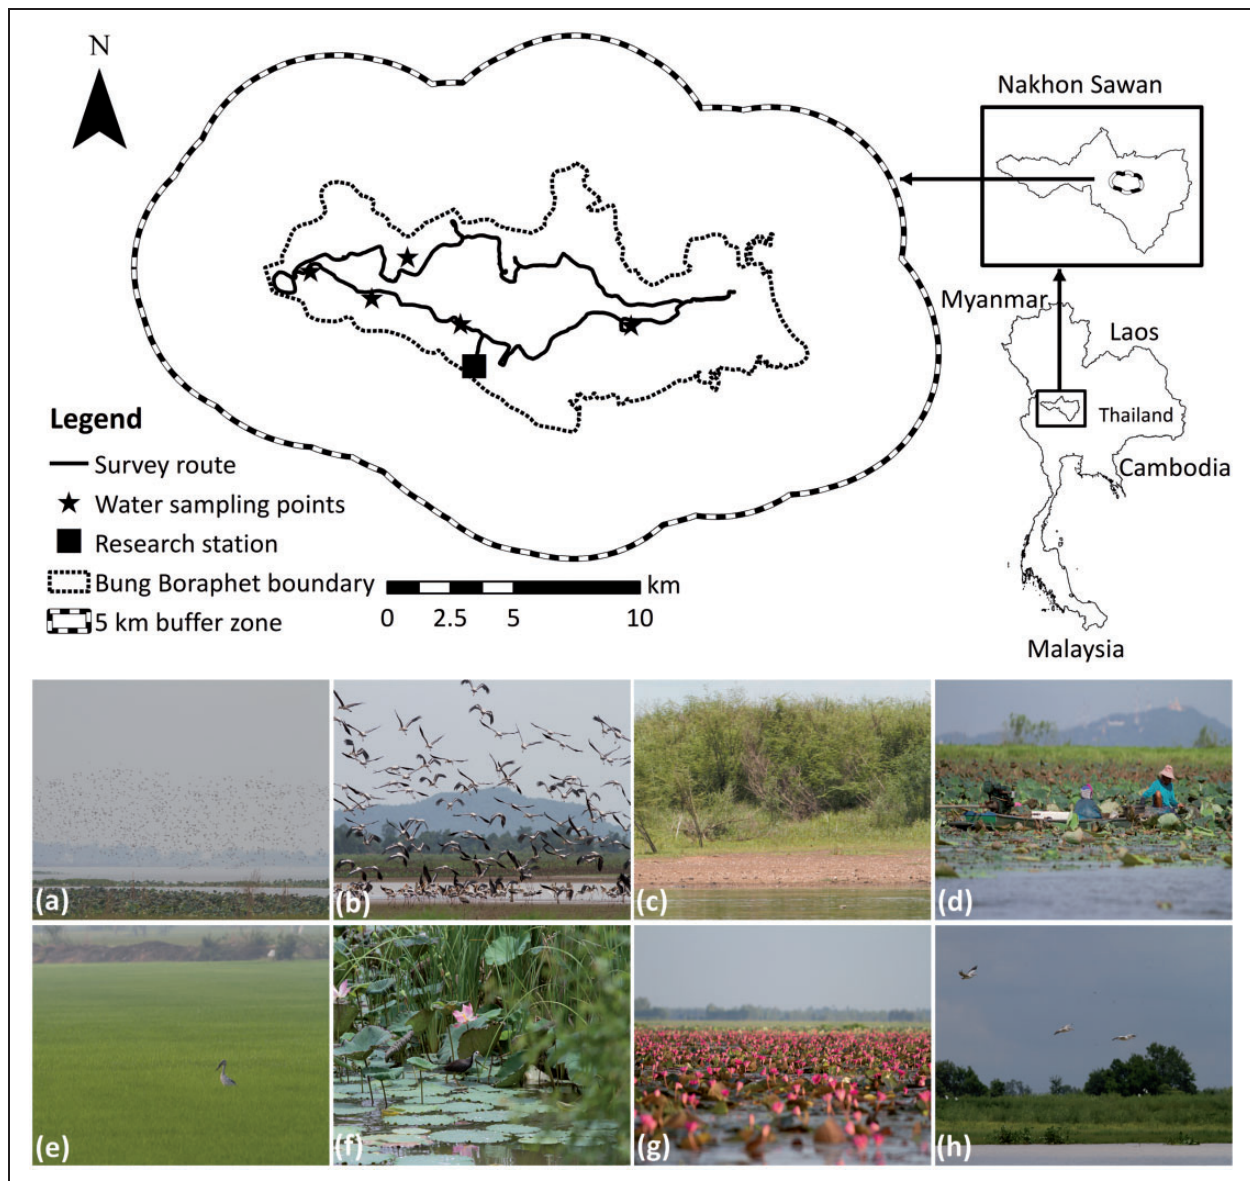 N
Nakhon Sawan
Myanmar
Laos
Thailand
Cambodia
Malaysia
Legend
Survey route
Water sampling points
Research station
Bung Boraphet boundary
5 km buffer zone
km
0 2.5 5 10
(a) (b) (c) (d)
(e) (f) (g) (h)